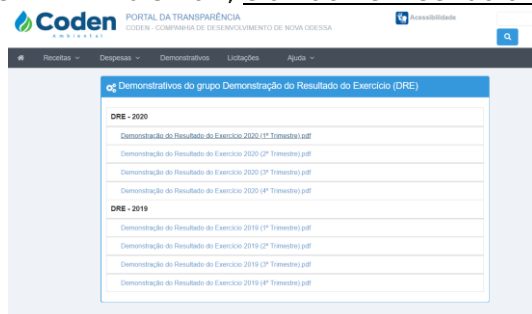 Coden
ambiental
PORTAL DA TRANSPARÊNCIA
CODEN - COMPANHIA DE DESENVOLVIMENTO DE NOVA ODESSA
Acessibilidade
Receitas
Despesas
Demonstrativos
Licitações
Ajuda
Demonstrativos do grupo Demonstração do Resultado do Exercício (DRE)
DRE - 2020
Demonstração do Resultado do Exercício 2020 (1º Trimestre).pdf
Demonstração do Resultado do Exercício 2020 (2º Trimestre).pdf
Demonstração do Resultado do Exercício 2020 (3º Trimestre).pdf
Demonstração do Resultado do Exercício 2020 (4º Trimestre).pdf
DRE - 2019
Demonstração do Resultado do Exercício 2019 (1º Trimestre).pdf
Demonstração do Resultado do Exercício 2019 (2º Trimestre).pdf
Demonstração do Resultado do Exercício 2019 (3º Trimestre).pdf
Demonstração do Resultado do Exercício 2019 (4º Trimestre).pdf